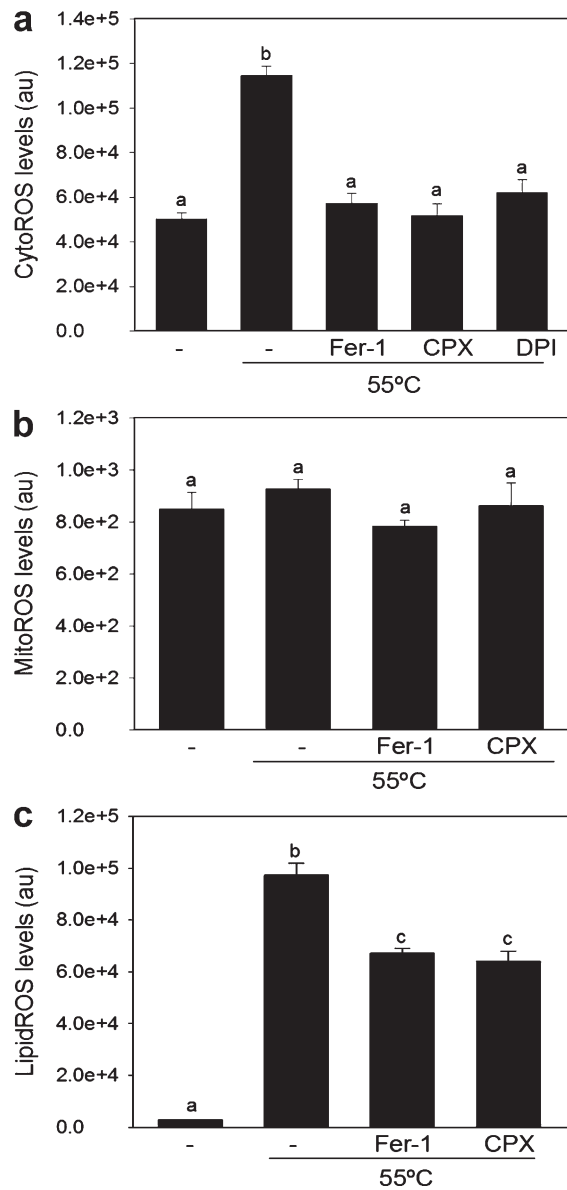 a
CytoROS levels (au)
1.4e+5
1.2e+5
1.0e+5
8.0e+4
6.0e+4
4.0e+4
2.0e+4
0.0
a
b
a
a
a
- - Fer-1 CPX DPI
55ºC
b
MitoROS levels (au)
1.2e+3
1.0e+3
8.0e+2
6.0e+2
4.0e+2
2.0e+2
0.0
a
a
a
a
- - Fer-1 CPX
55ºC
c
LipidROS levels (au)
1.2e+5
1.0e+5
8.0e+4
6.0e+4
4.0e+4
2.0e+4
0.0
a
b
c
c
- - Fer-1 CPX
55ºC